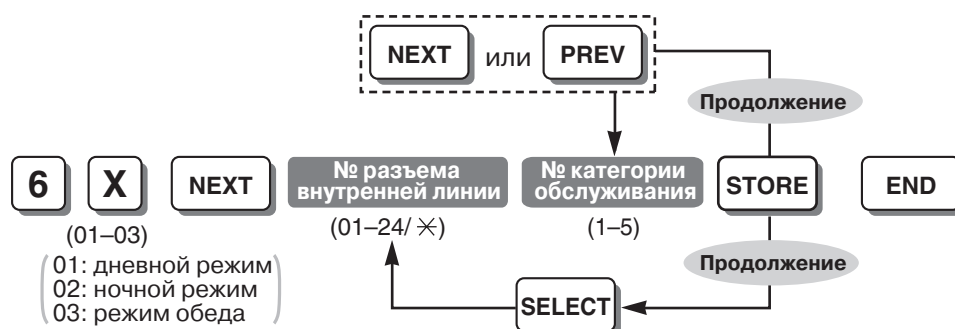 NEXT или PREV
Продолжение
6 X NEXT № разъема внутренней линии № категории обслуживания STORE END
(01–03) (01–24/ ✳) (1–5)
01: дневной режим
02: ночной режим
03: режим обеда
Продолжение
SELECT